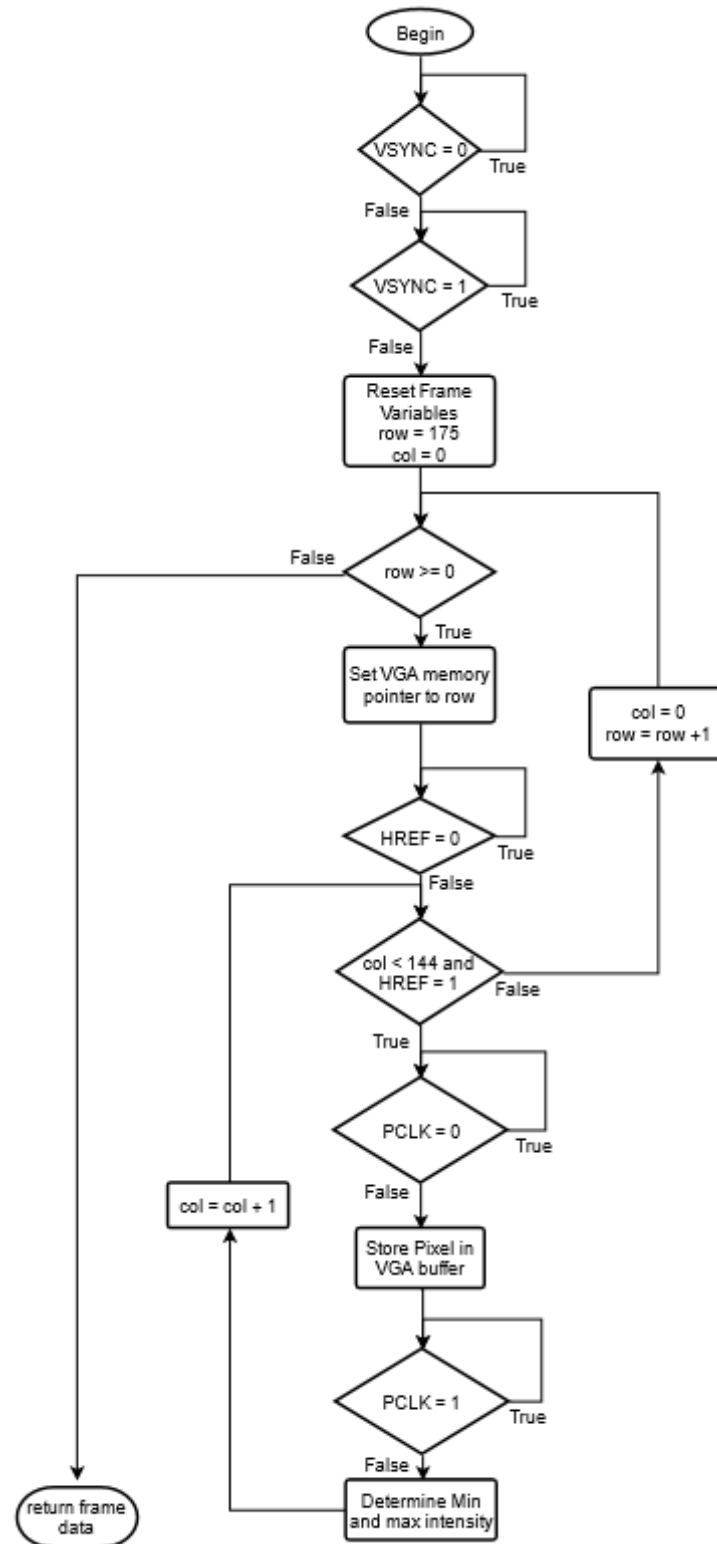 Begin
VSYNC = 0
True
False
VSYNC = 1
True
False
Reset Frame
Variables
row = 175
col = 0
False
row >= 0
True
Set VGA memory
pointer to row
col = 0
row = row +1
HREF = 0
True
False
col < 144 and
HREF = 1
False
True
PCLK = 0
True
False
col = col + 1
Store Pixel in
VGA buffer
PCLK = 1
True
False
return frame
data
Determine Min
and max intensity